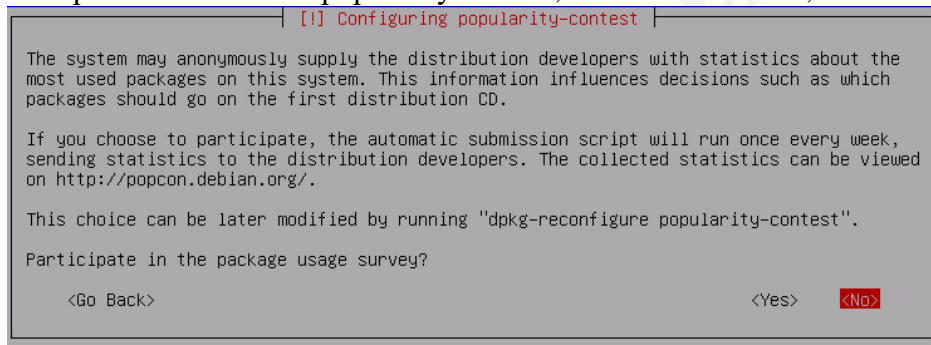 [!] Configuring popularity-contest
The system may anonymously supply the distribution developers with statistics about the
most used packages on this system. This information influences decisions such as which
packages should go on the first distribution CD.
If you choose to participate, the automatic submission script will run once every week,
sending statistics to the distribution developers. The collected statistics can be viewed
on http://popcon.debian.org/.
This choice can be later modified by running "dpkg-reconfigure popularity-contest".
Participate in the package usage survey?
<Go Back> <Yes> <No>